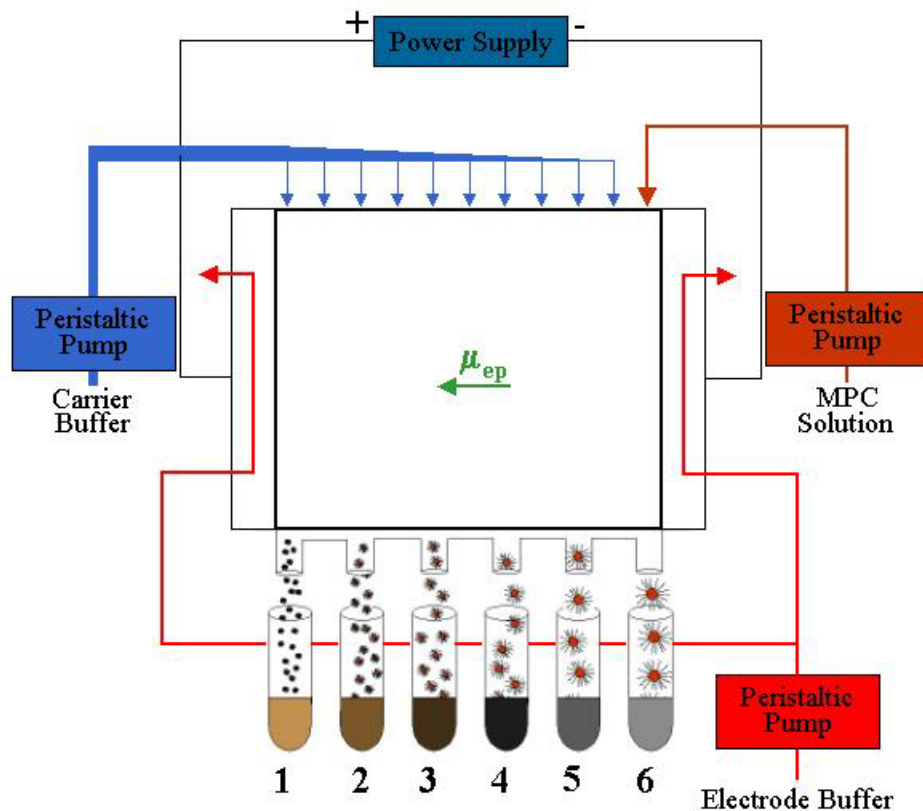 + Power Supply -
Peristaltic
Pump
Carrier
Buffer
Peristaltic
Pump
MPC
Solution
μep
Peristaltic
Pump
Electrode Buffer
1 2 3 4 5 6